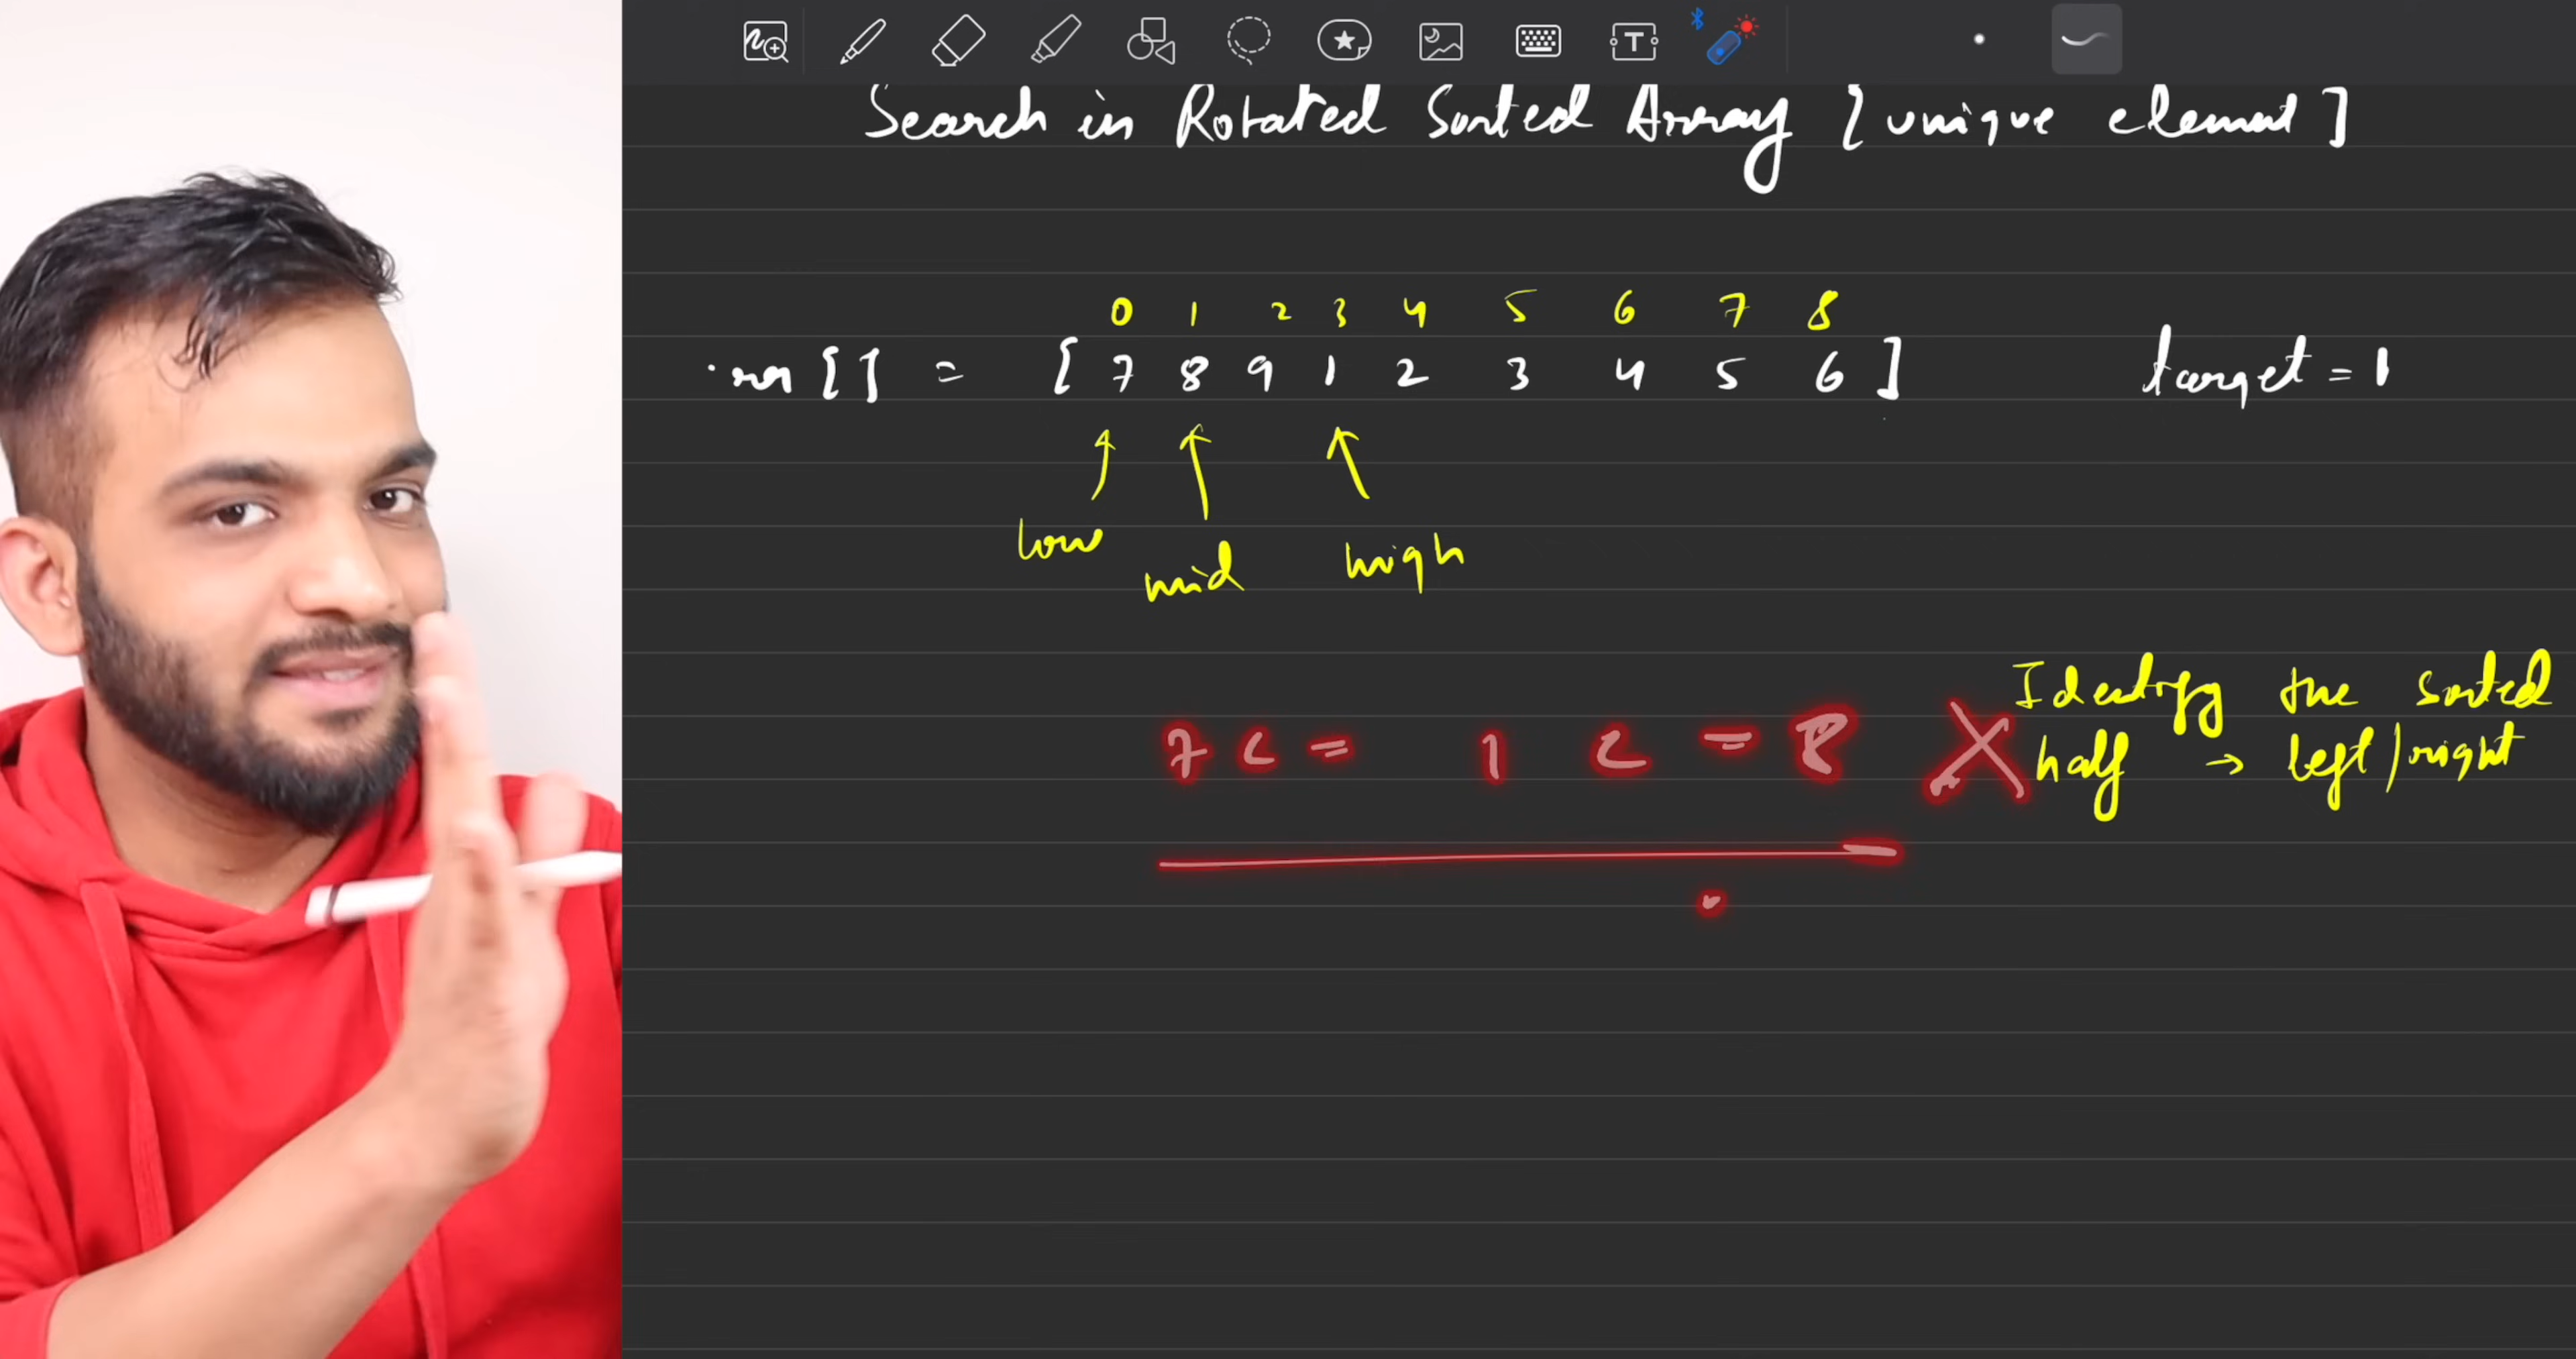 Search in Rotated Sorted Array [unique element]
0 1 2 3 4 5 6 7 8
arr[] = [ 7 8 9 1 2 3 4 5 6 ] target = 1
low mid high
7 <= 1 <= 8 X
Identify the sorted
half → left/right